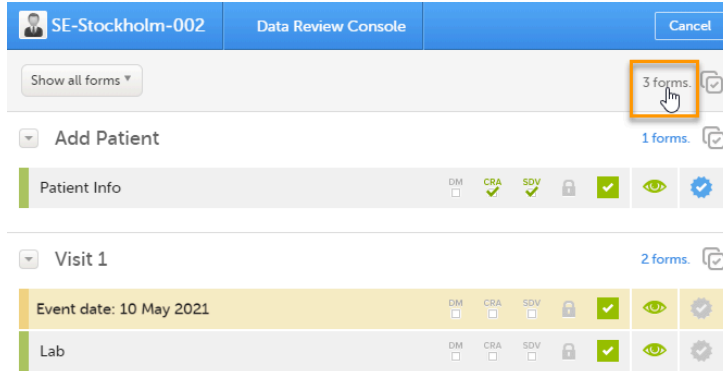 SE-Stockholm-002 Data Review Console Cancel
Show all forms 3 forms.
Add Patient 1 forms.
Patient Info DM CRA SDV
Visit 1 2 forms.
Event date: 10 May 2021 DM CRA SDV
Lab DM CRA SDV